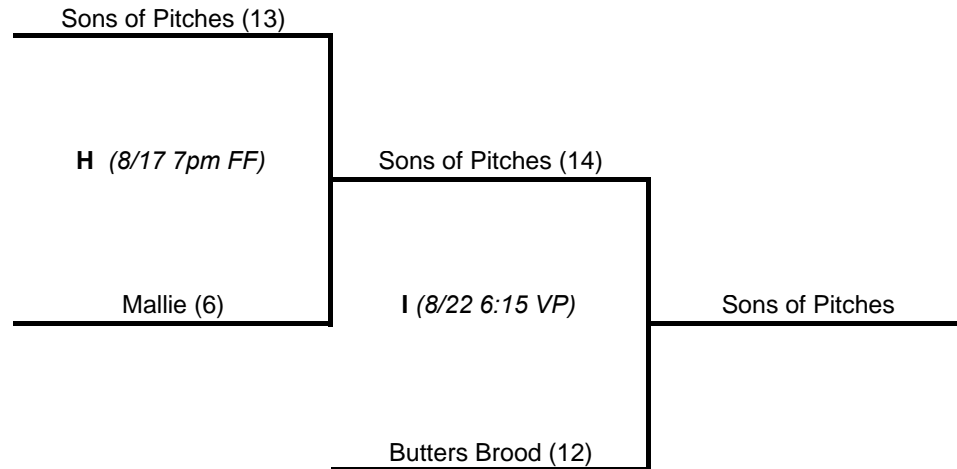 Sons of Pitches (13)
H (8/17 7pm FF)
Sons of Pitches (14)
Mallie (6)
I (8/22 6:15 VP)
Sons of Pitches
Butters Brood (12)